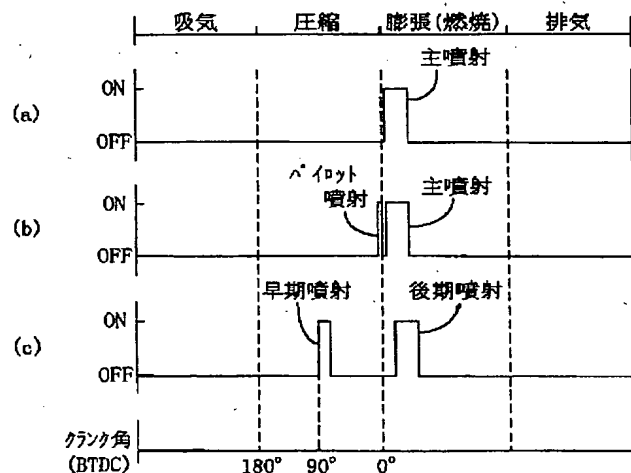 吸気 圧縮 膨張(燃焼) 排気
主噴射
(a) ON
OFF
パイロット
噴射 主噴射
(b) ON
OFF
早期噴射 後期噴射
(c) ON
OFF
クランク角
(BTDC) 180° 90° 0°